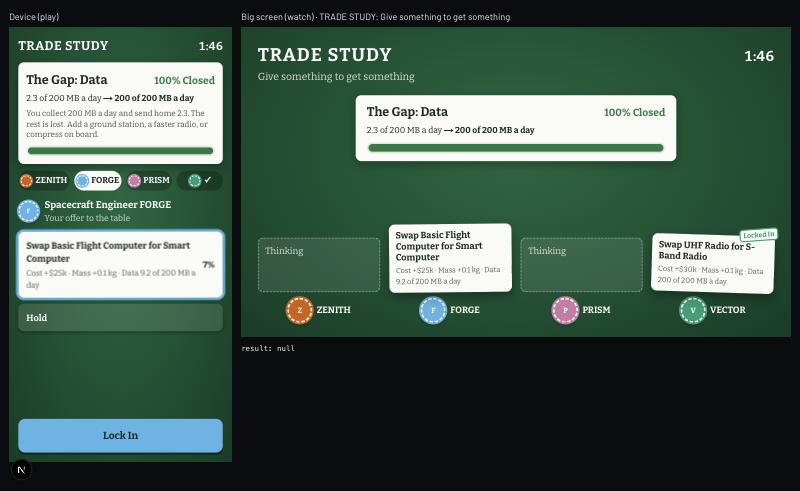 Device (play)
TRADE STUDY 1:46
The Gap: Data 100% Closed
2.3 of 200 MB a day → 200 of 200 MB a day
You collect 200 MB a day and send home 2.3. The
rest is lost. Add a ground station, a faster radio, or
compress on board.
ZENITH FORGE PRISM ✓
F Spacecraft Engineer FORGE
Your offer to the table
Swap Basic Flight Computer for Smart
Computer
7%
Cost +$25k · Mass +0.1 kg · Data 9.2 of 200 MB a
day
Hold
Lock In
N
Big screen (watch) · TRADE STUDY: Give something to get something
TRADE STUDY 1:46
Give something to get something
The Gap: Data 100% Closed
2.3 of 200 MB a day → 200 of 200 MB a day
Thinking
Swap Basic Flight
Computer for Smart
Computer
Cost +$25k · Mass +0.1 kg · Data
9.2 of 200 MB a day
Thinking
Locked In
Swap UHF Radio for S-
Band Radio
Cost +$30k · Mass +0.1 kg · Data
200 of 200 MB a day
Z ZENITH
F FORGE
P PRISM
V VECTOR
result: null